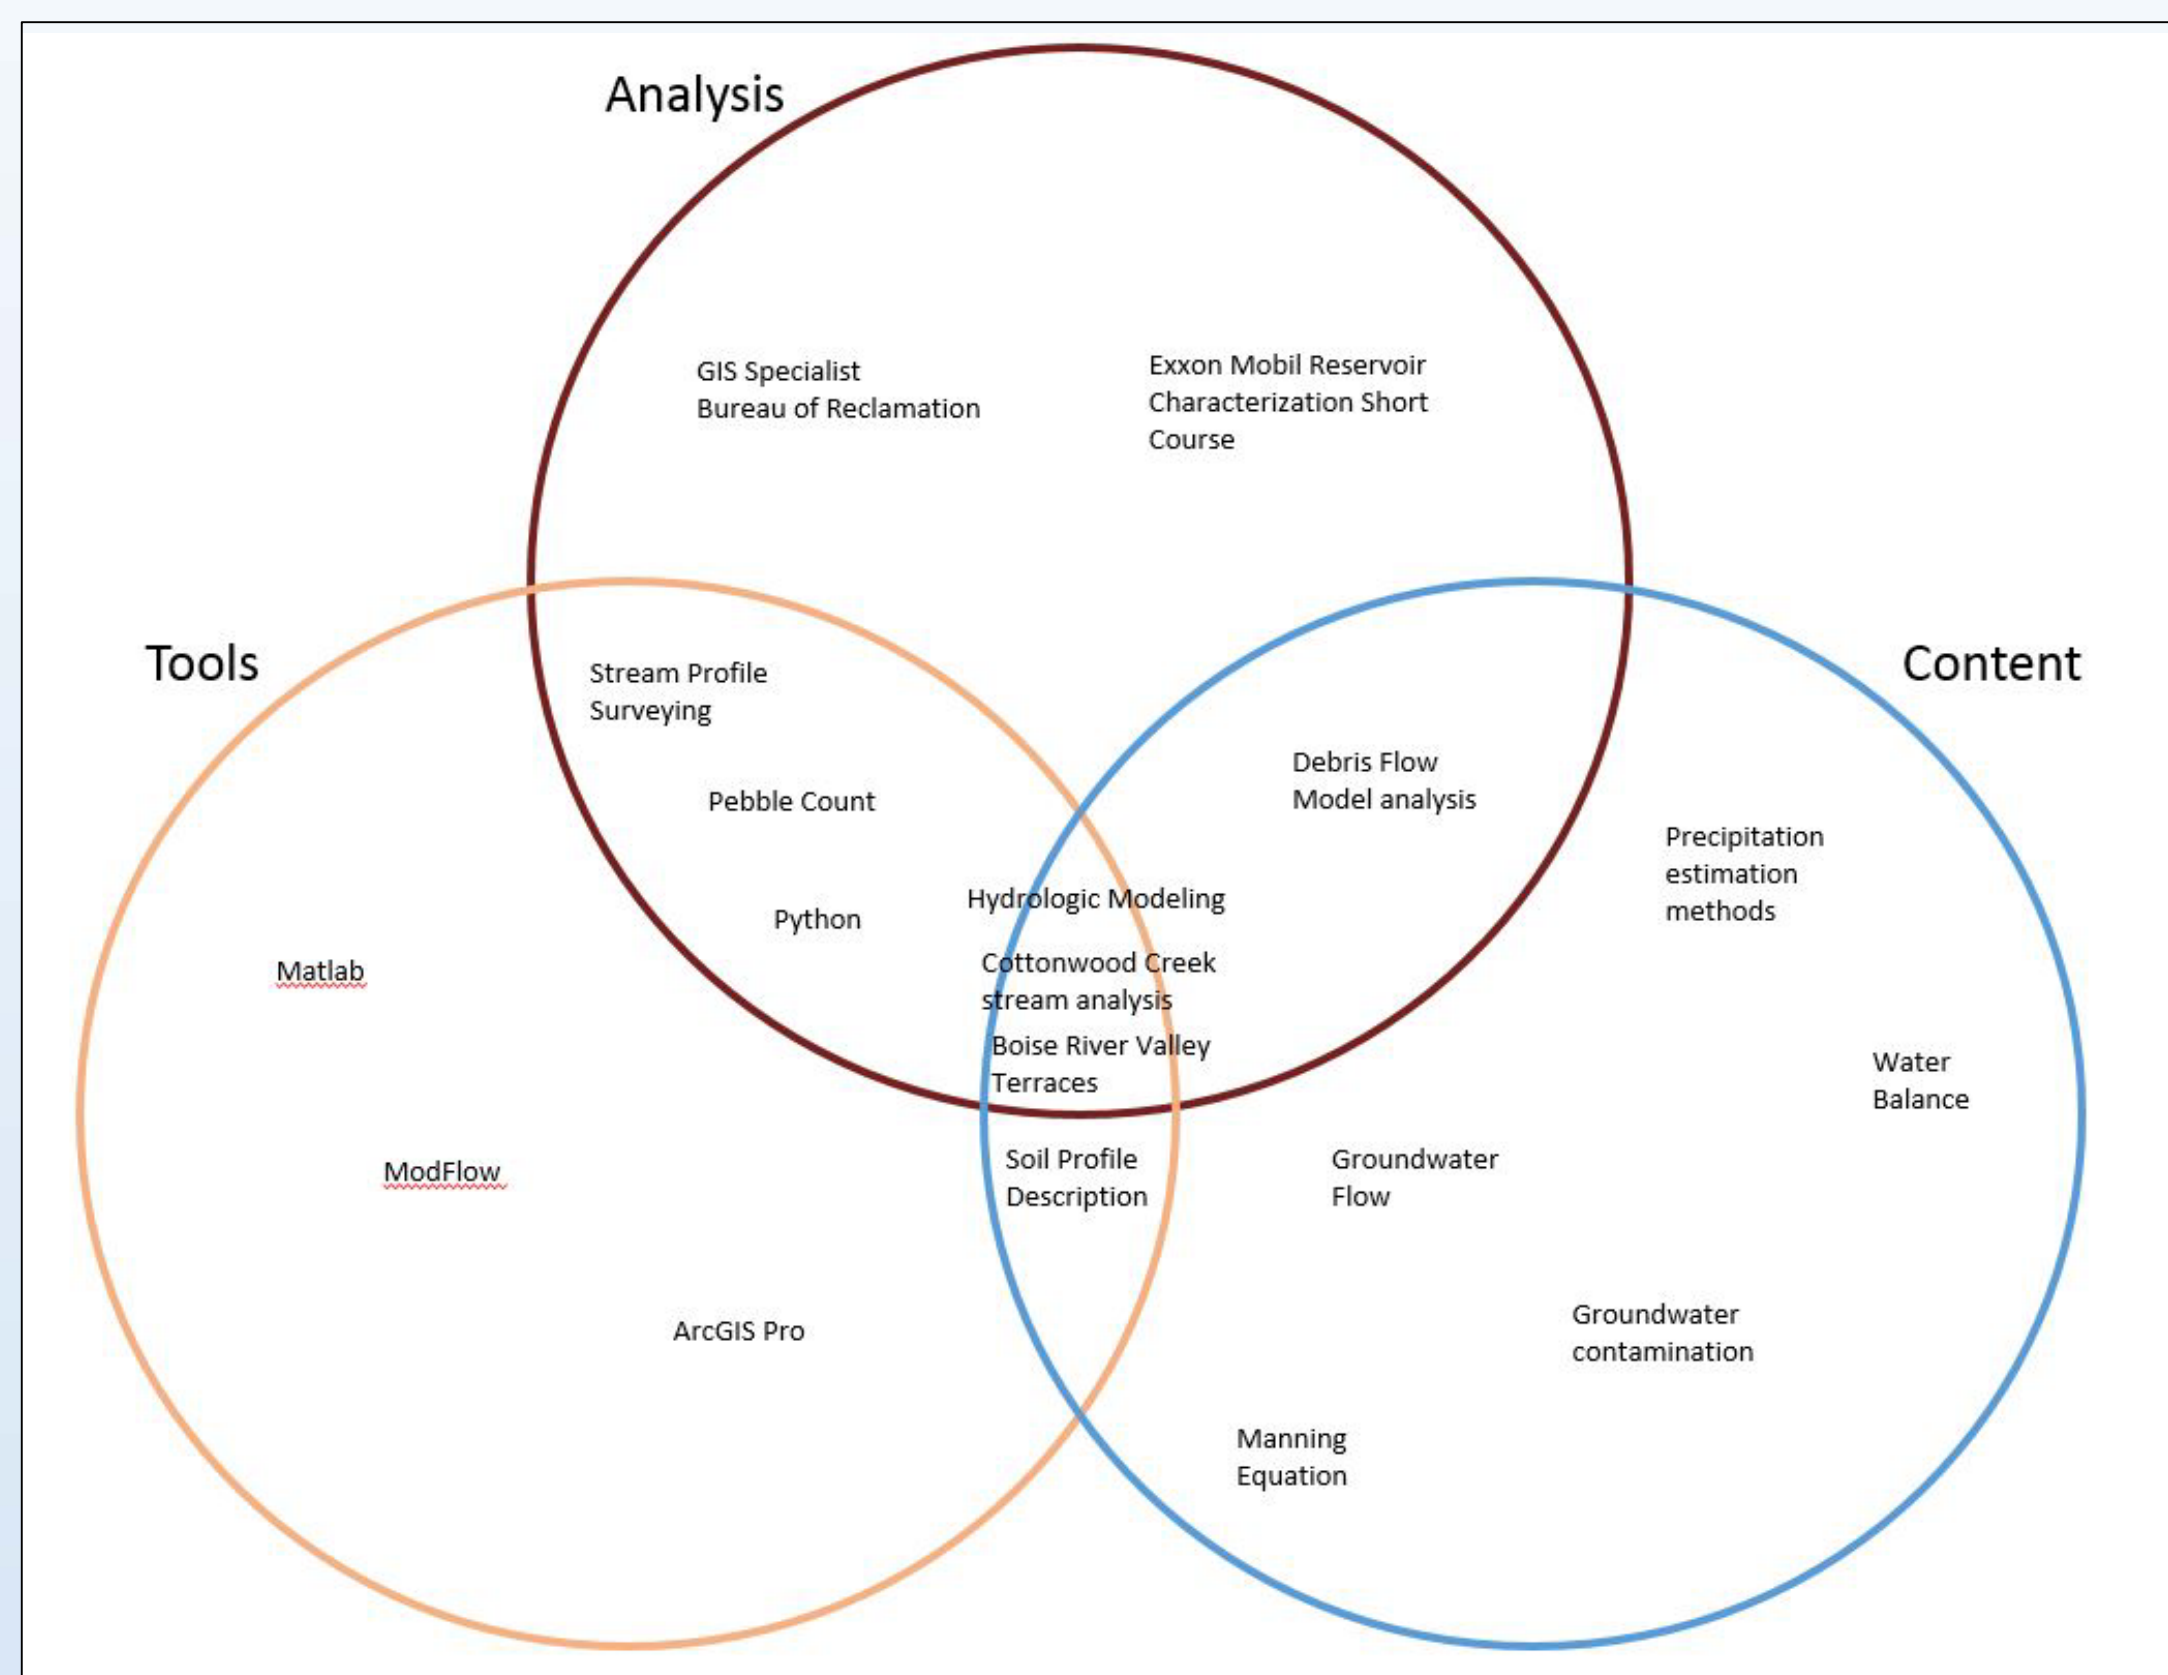 Analysis
GIS Specialist
Bureau of Reclamation
Exxon Mobil Reservoir
Characterization Short
Course
Tools
Content
Stream Profile
Surveying
Pebble Count
Python
Debris Flow
Model analysis
Precipitation
estimation
methods
Hydrologic Modeling
Cottonwood Creek
stream analysis
Boise River Valley
Terraces
Matlab
ModFlow
ArcGIS Pro
Soil Profile
Description
Water
Balance
Groundwater
Flow
Groundwater
contamination
Manning
Equation